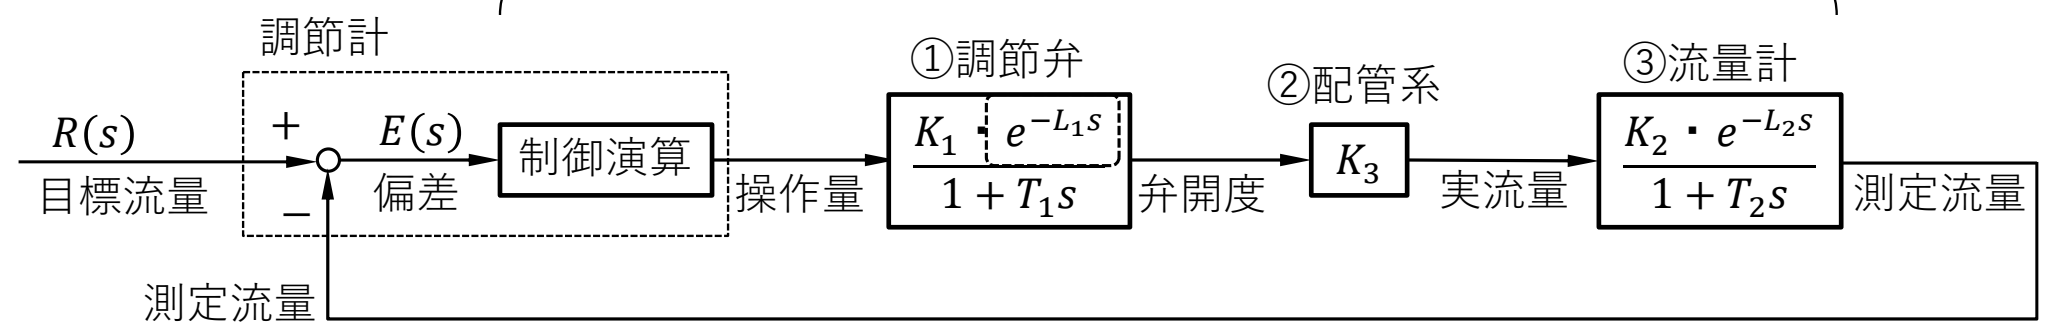 調節計
①調節弁
②配管系
③流量計
R(s)
目標流量
+
−
E(s)
偏差
制御演算
操作量
K₁・e^{−L₁s}
1 + T₁s
弁開度
K₃
実流量
K₂・e^{−L₂s}
1 + T₂s
測定流量
測定流量